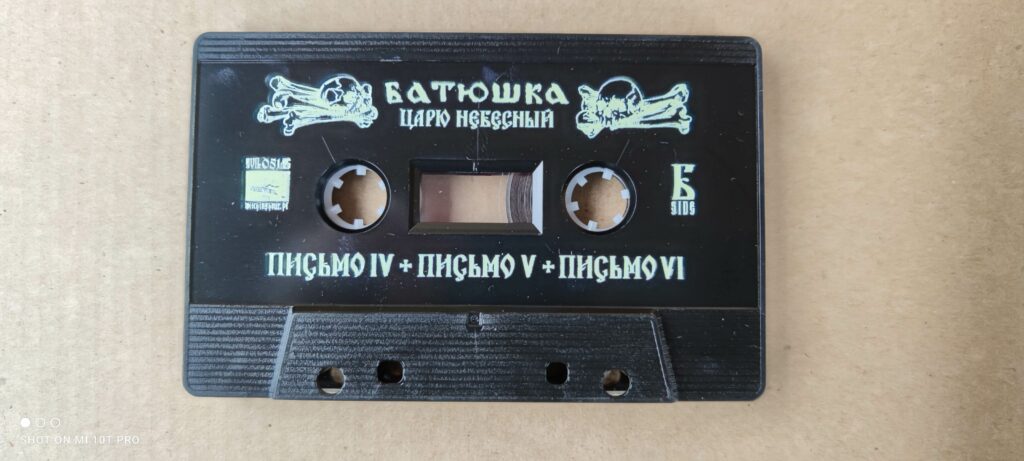 БАТЮШКА
ЦАРЮ НЕБЕСНЫЙ
Б
SIDE
ПИСЬМО IV + ПИСЬМО V + ПИСЬМО VI
SHOT ON MI 10T PRO